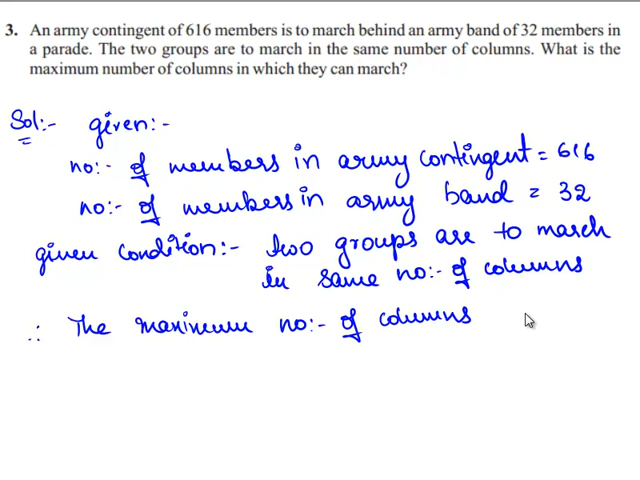 3. An army contingent of 616 members is to march behind an army band of 32 members in
a parade. The two groups are to march in the same number of columns. What is the
maximum number of columns in which they can march?
Sol:- given:-
no:- of members in army contingent = 616
no:- of members in army band = 32
given condition:- two groups are to march
in same no:- of columns
∴ The maximum no:- of columns